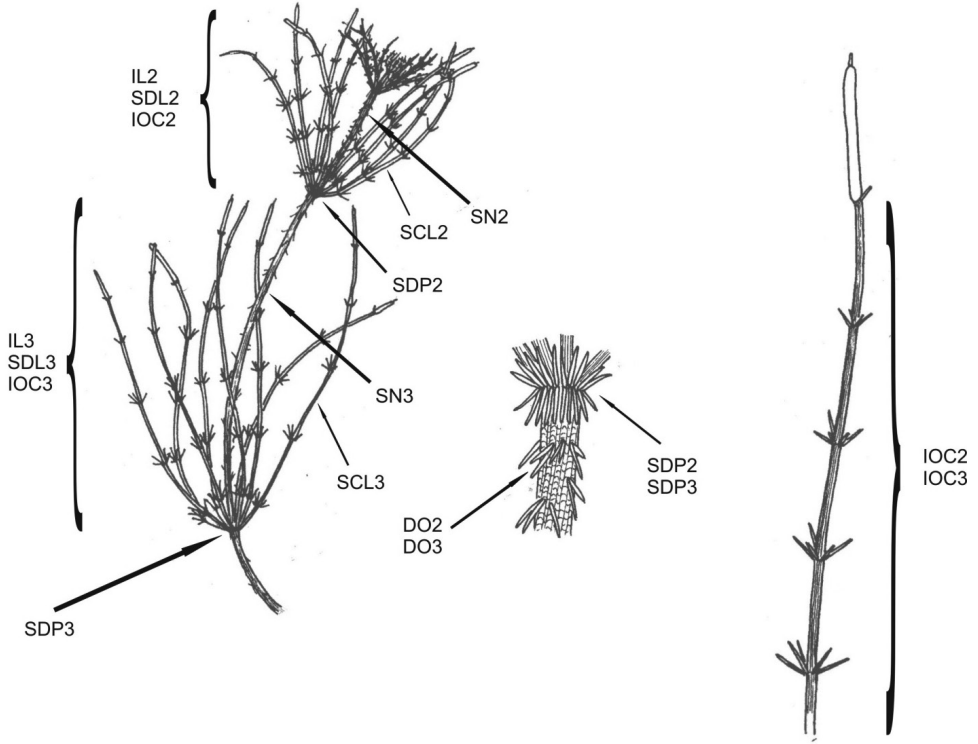 IL2
SDL2
IOC2
SN2
SCL2
SDP2
IL3
SDL3
IOC3
SN3
SCL3
SDP3
SDP2
SDP3
DO2
DO3
IOC2
IOC3